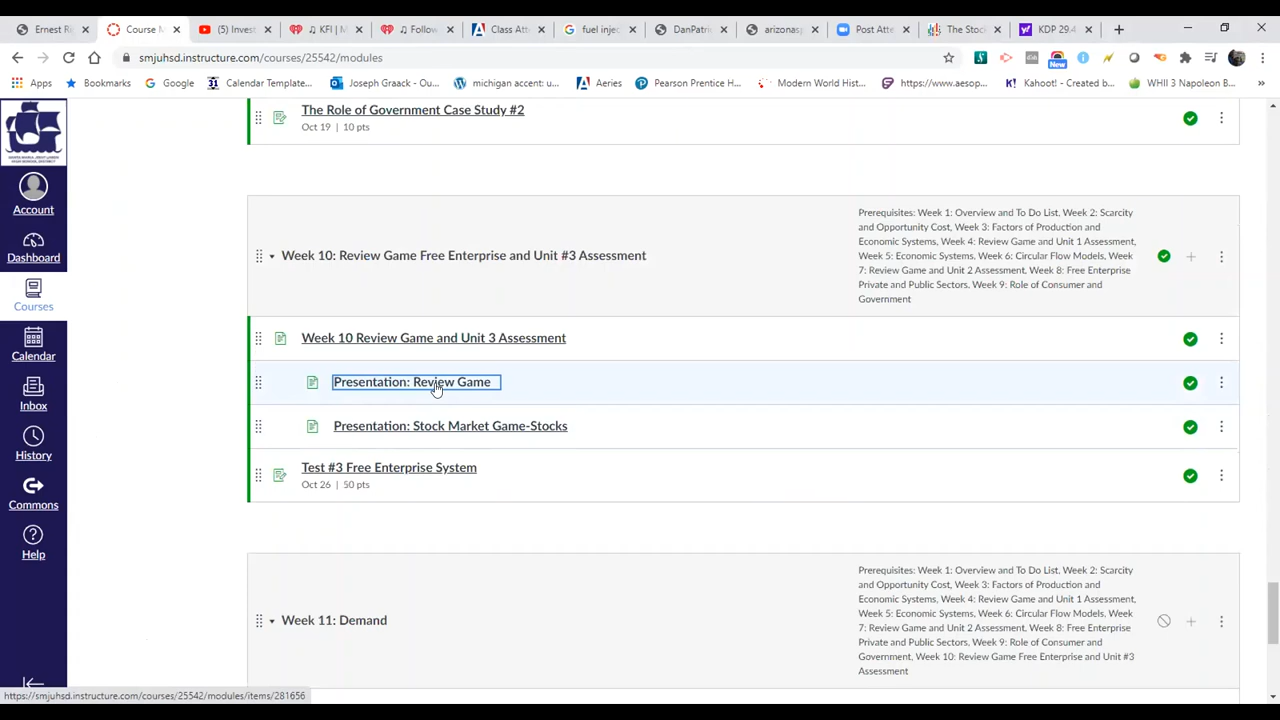 Ernest Re
Course M
(5) Invest
♫ KFI | M
♫ Follow
Class Att
fuel injec
DanPatric
arizonasp
Post Atte
The Stock
KDP 29.4
smjuhsd.instructure.com/courses/25542/modules
New
Apps
Bookmarks
Google
Calendar Template...
Joseph Graack - Ou...
michigan accent: w...
Aeries
Pearson Prentice H...
Modern World Hist...
https://www.aesop...
Kahoot! - Created b...
WHII 3 Napoleon B...
The Role of Government Case Study #2
Oct 19 | 10 pts
Account
Dashboard
Courses
Calendar
Inbox
History
Commons
Help
Week 10: Review Game Free Enterprise and Unit #3 Assessment
Prerequisites: Week 1: Overview and To Do List, Week 2: Scarcity
and Opportunity Cost, Week 3: Factors of Production and
Economic Systems, Week 4: Review Game and Unit 1 Assessment,
Week 5: Economic Systems, Week 6: Circular Flow Models, Week
7: Review Game and Unit 2 Assessment, Week 8: Free Enterprise
Private and Public Sectors, Week 9: Role of Consumer and
Government
Week 10 Review Game and Unit 3 Assessment
Presentation: Review Game
Presentation: Stock Market Game-Stocks
Test #3 Free Enterprise System
Oct 26 | 50 pts
Week 11: Demand
Prerequisites: Week 1: Overview and To Do List, Week 2: Scarcity
and Opportunity Cost, Week 3: Factors of Production and
Economic Systems, Week 4: Review Game and Unit 1 Assessment,
Week 5: Economic Systems, Week 6: Circular Flow Models, Week
7: Review Game and Unit 2 Assessment, Week 8: Free Enterprise
Private and Public Sectors, Week 9: Role of Consumer and
Government, Week 10: Review Game Free Enterprise and Unit #3
Assessment
https://smjuhsd.instructure.com/courses/25542/modules/items/281656